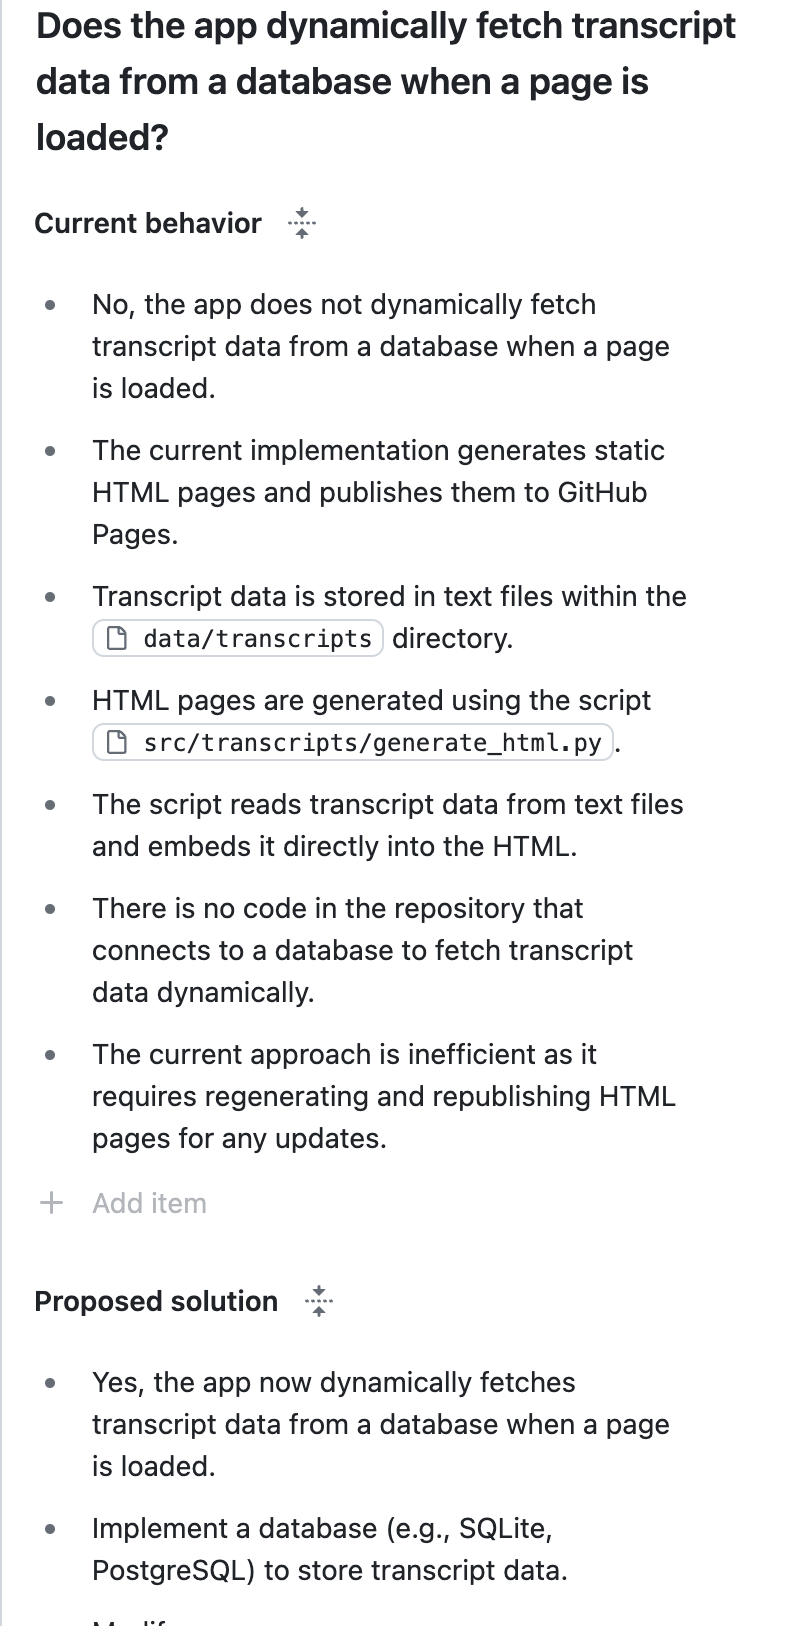 Does the app dynamically fetch transcript
data from a database when a page is
loaded?
Current behavior
No, the app does not dynamically fetch
transcript data from a database when a page
is loaded.
The current implementation generates static
HTML pages and publishes them to GitHub
Pages.
Transcript data is stored in text files within the
data/transcripts directory.
HTML pages are generated using the script
src/transcripts/generate_html.py.
The script reads transcript data from text files
and embeds it directly into the HTML.
There is no code in the repository that
connects to a database to fetch transcript
data dynamically.
The current approach is inefficient as it
requires regenerating and republishing HTML
pages for any updates.
Add item
Proposed solution
Yes, the app now dynamically fetches
transcript data from a database when a page
is loaded.
Implement a database (e.g., SQLite,
PostgreSQL) to store transcript data.